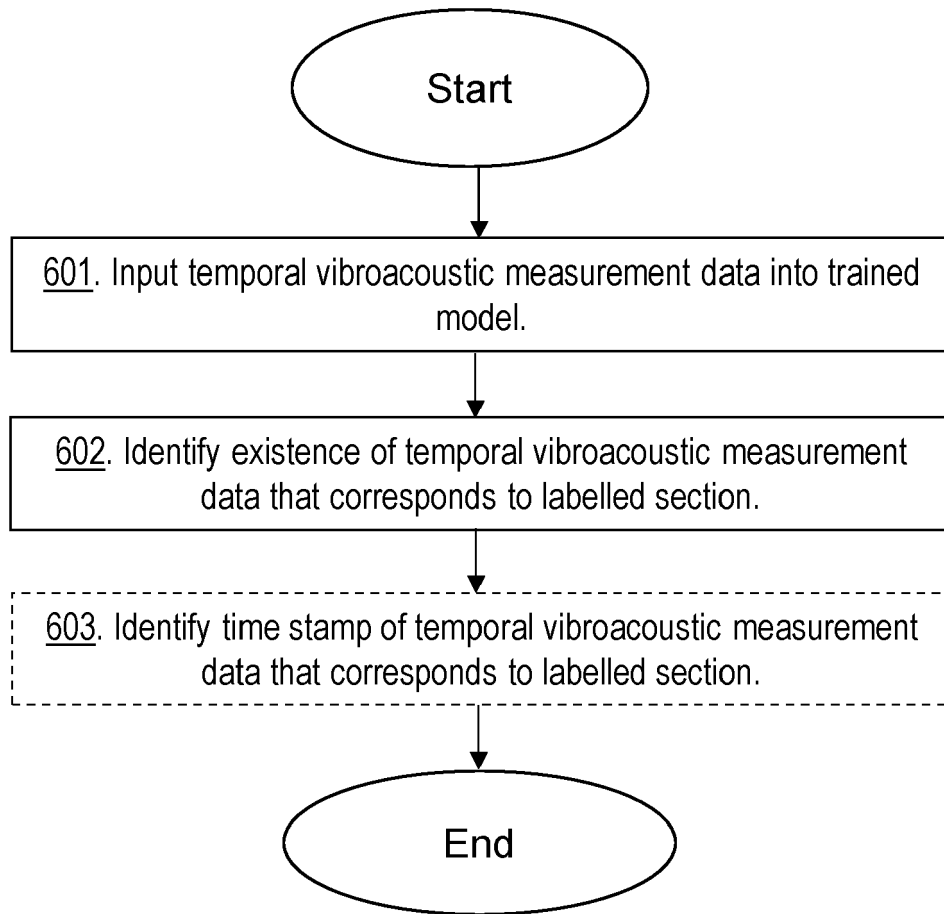 Start
601. Input temporal vibroacoustic measurement data into trained
model.
602. Identify existence of temporal vibroacoustic measurement
data that corresponds to labelled section.
603. Identify time stamp of temporal vibroacoustic measurement
data that corresponds to labelled section.
End